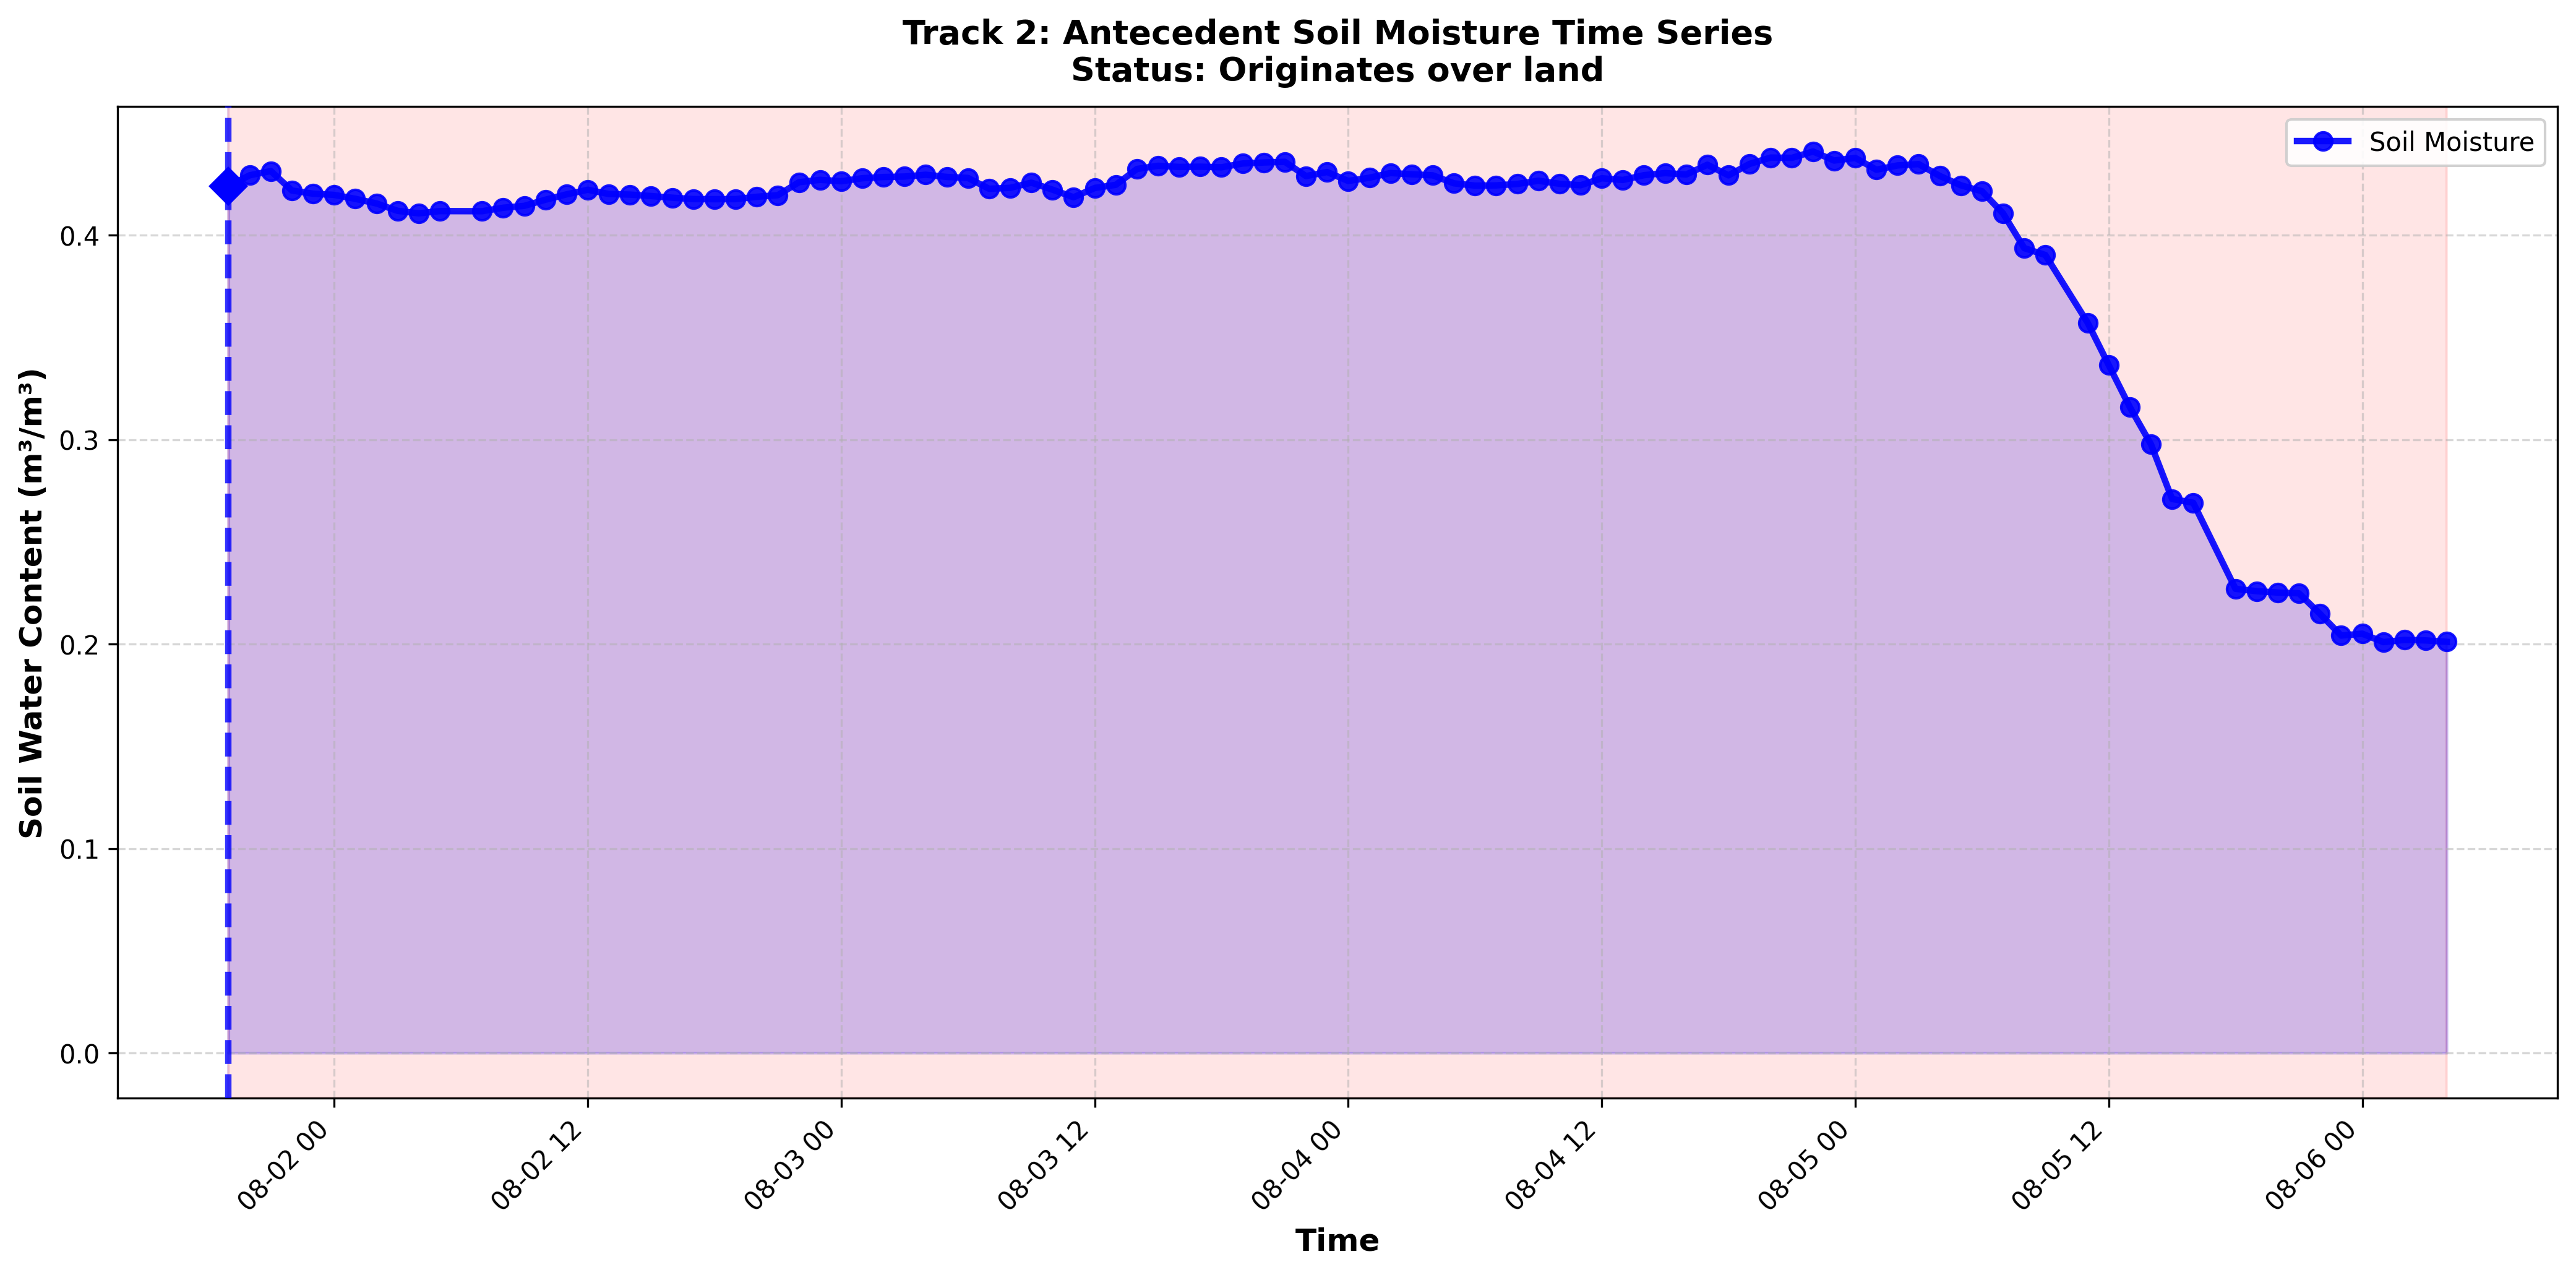 Track 2: Antecedent Soil Moisture Time Series
Status: Originates over land
Soil Moisture
Soil Water Content (m³/m³)
0.4
0.3
0.2
0.1
0.0
08-02 00
08-02 12
08-03 00
08-03 12
08-04 00
08-04 12
08-05 00
08-05 12
08-06 00
Time